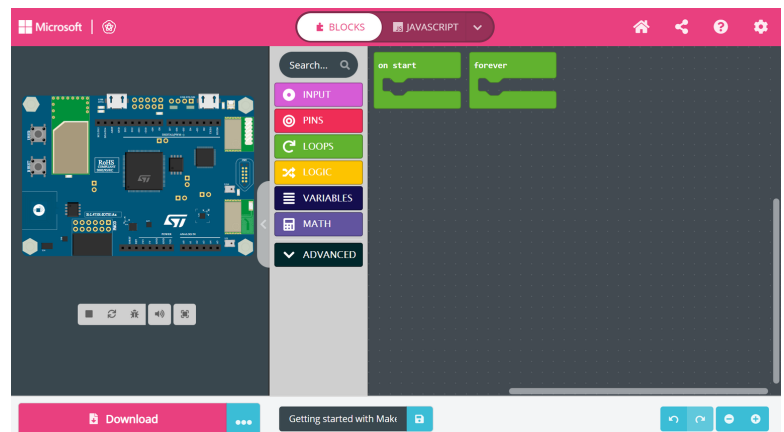 Microsoft
BLOCKS
JAVASCRIPT
Search...
on start
forever
INPUT
PINS
LOOPS
LOGIC
VARIABLES
MATH
ADVANCED
RoHS
Download
Getting started with Make